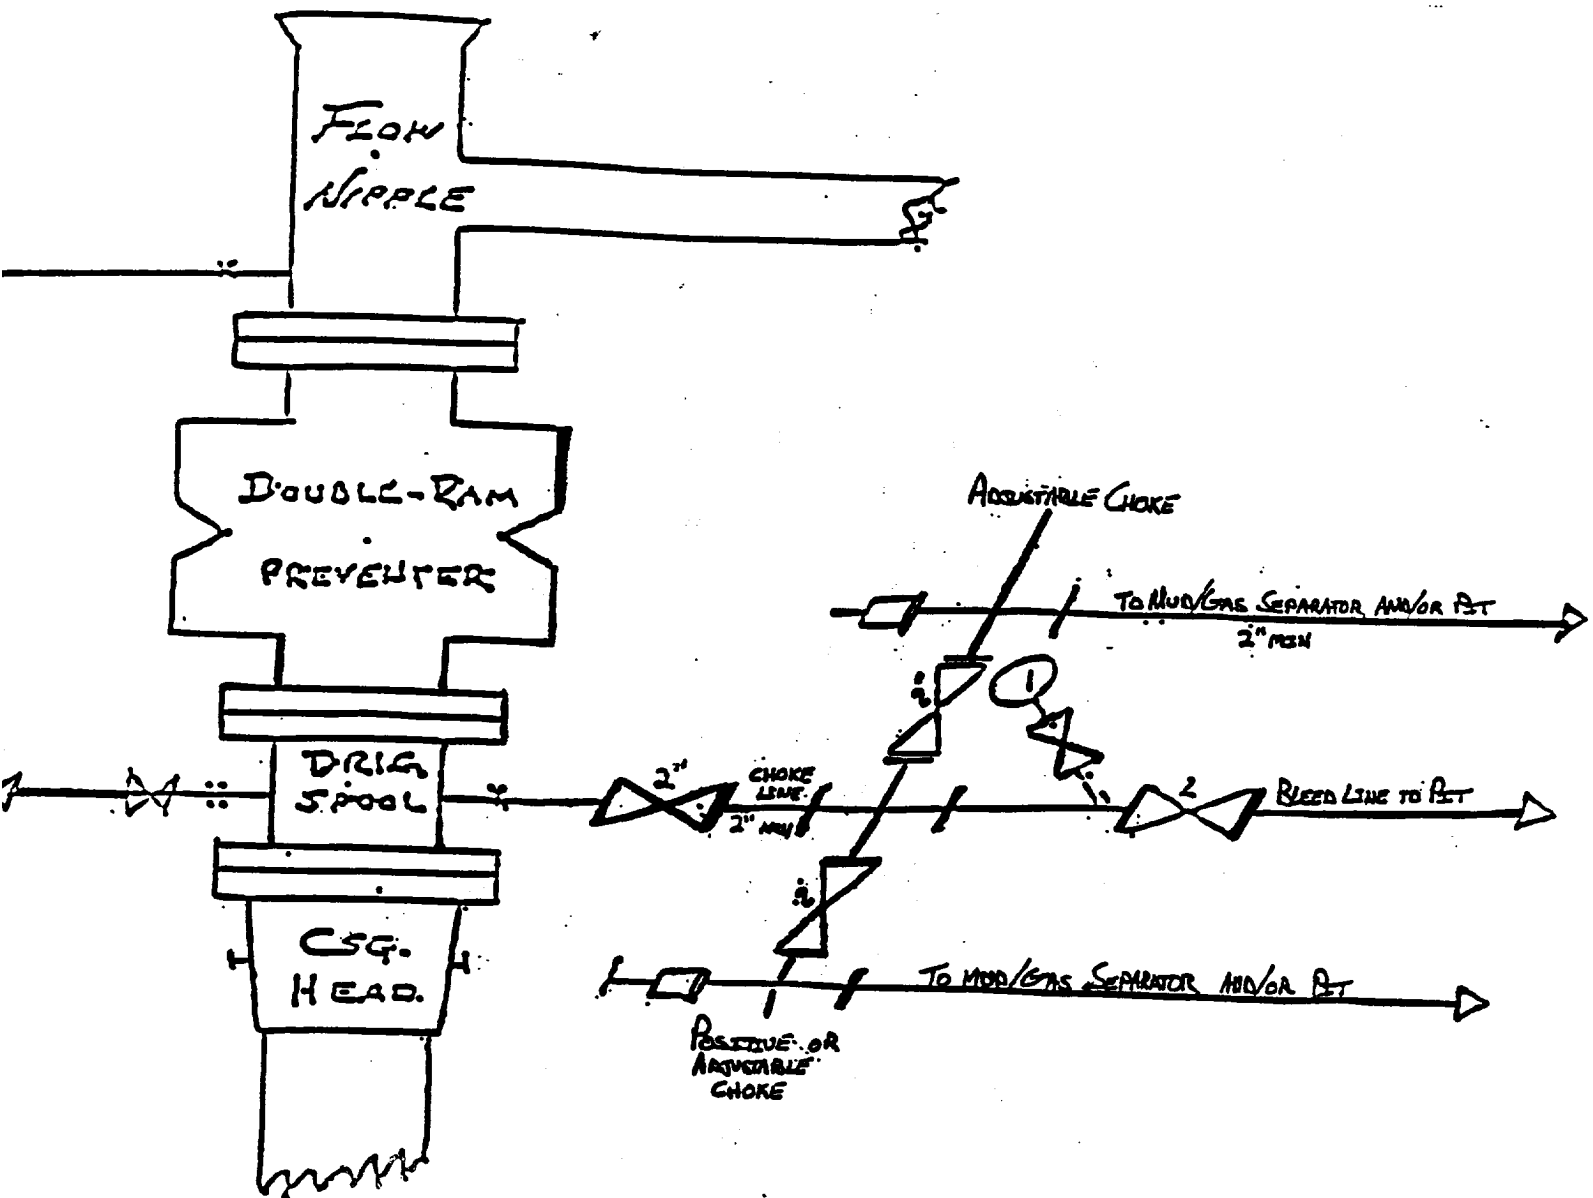 FLOW
NIPPLE
DOUBLE-RAM
PREVENTER
ADJUSTABLE CHOKE
TO MUD/GAS SEPARATOR AND/OR PIT
2" MIN
1
DRLG
SPOOL
2"
CHOKE
LINE
2" MIN
2
BLEED LINE TO PIT
CSG.
HEAD.
TO MUD/GAS SEPARATOR AND/OR PIT
POSITIVE OR
ADJUSTABLE
CHOKE